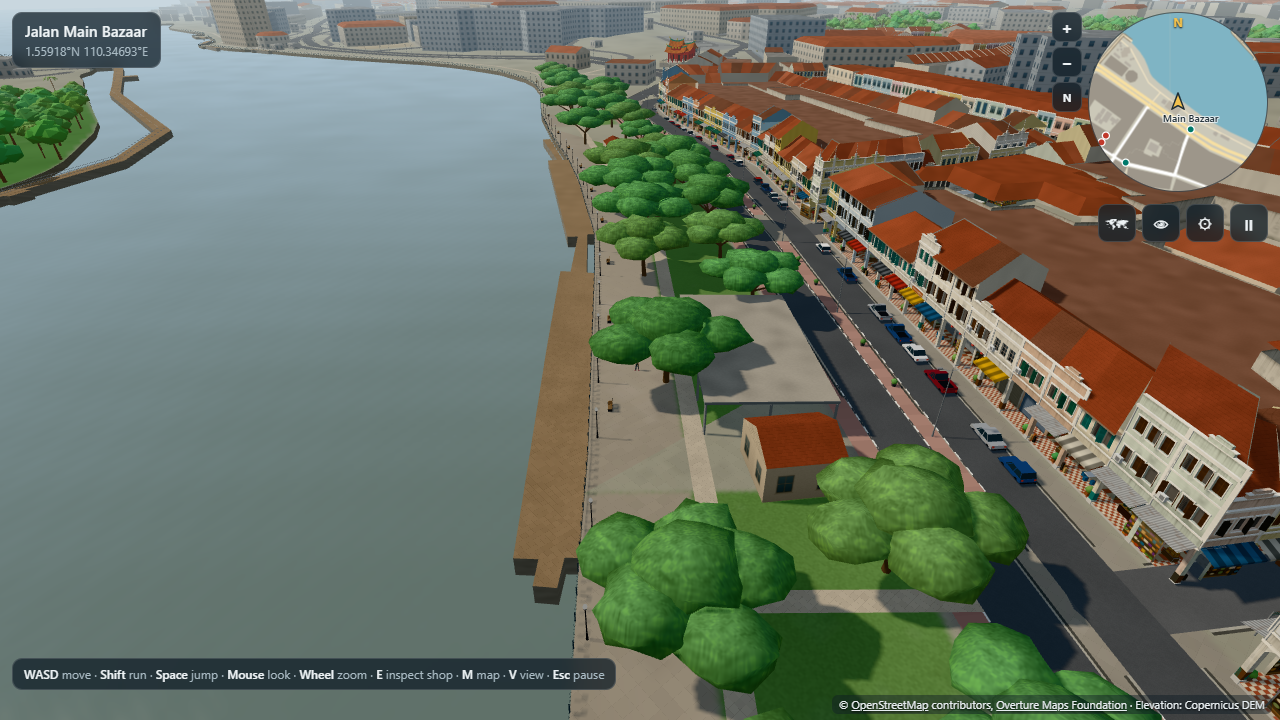 Jalan Main Bazaar
1.55918°N 110.34693°E
+
−
N
N
Main Bazaar
WASD move · Shift run · Space jump · Mouse look · Wheel zoom · E inspect shop · M map · V view · Esc pause
© OpenStreetMap contributors, Overture Maps Foundation · Elevation: Copernicus DEM